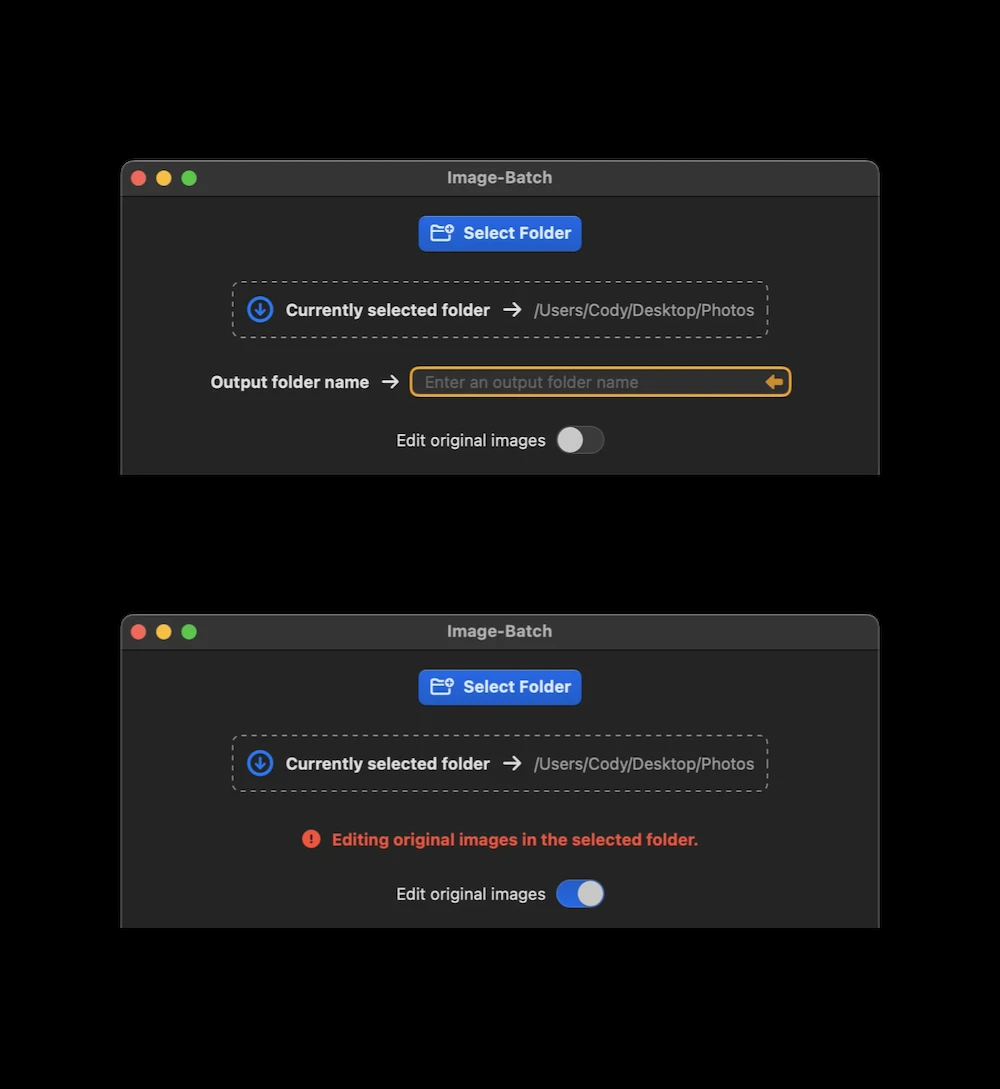 Image-Batch
Select Folder
Currently selected folder → /Users/Cody/Desktop/Photos
Output folder name → Enter an output folder name
Edit original images
Image-Batch
Select Folder
Currently selected folder → /Users/Cody/Desktop/Photos
Editing original images in the selected folder.
Edit original images